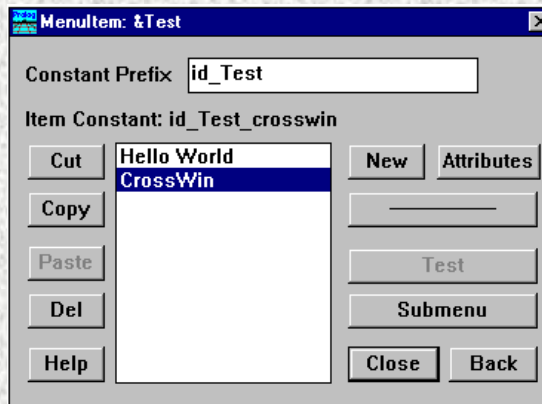 Prolog
MenuItem: &Test
Constant Prefix id_Test
Item Constant: id_Test_crosswin
Cut
Hello World
New
Attributes
CrossWin
Copy
Paste
Test
Del
Submenu
Help
Close
Back